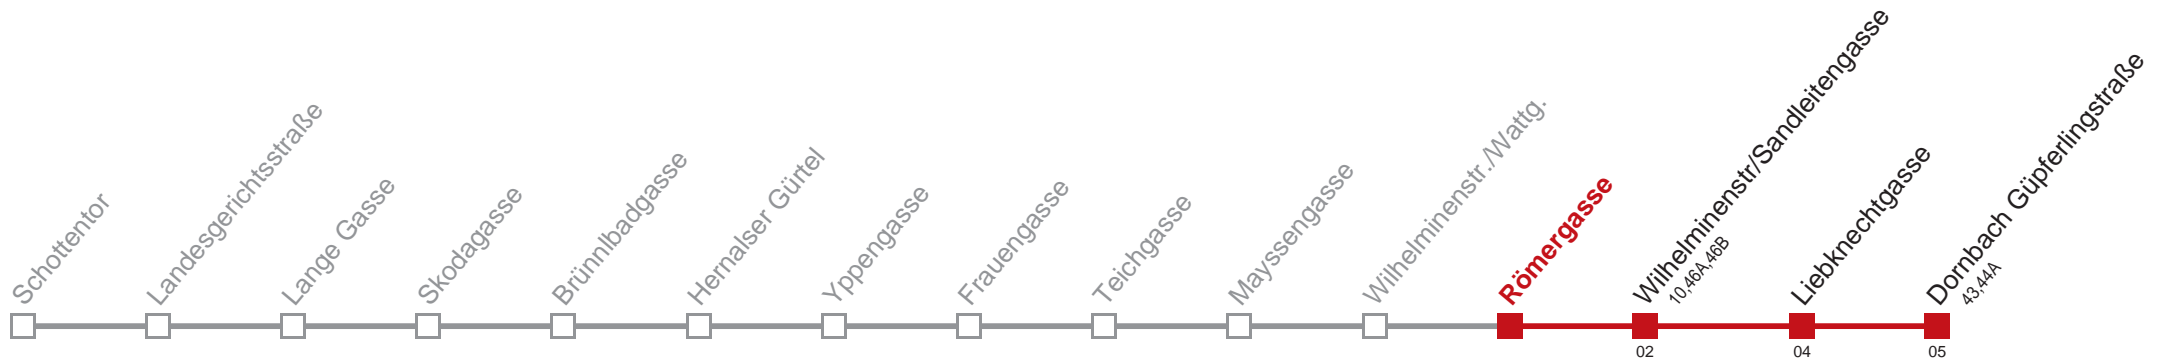 Schottentor
Landesgerichtsstraße
Lange Gasse
Skodagasse
Brünnlbadgasse
Hernalser Gürtel
Yppengasse
Frauengasse
Teichgasse
Mayssengasse
Wilhelminenstr./Wattg.
Römergasse
Wilhelminenstr/Sandleitengasse
10,46A,46B
Liebknechtgasse
Dornbach Güpferlingstraße
43,44A
02
04
05